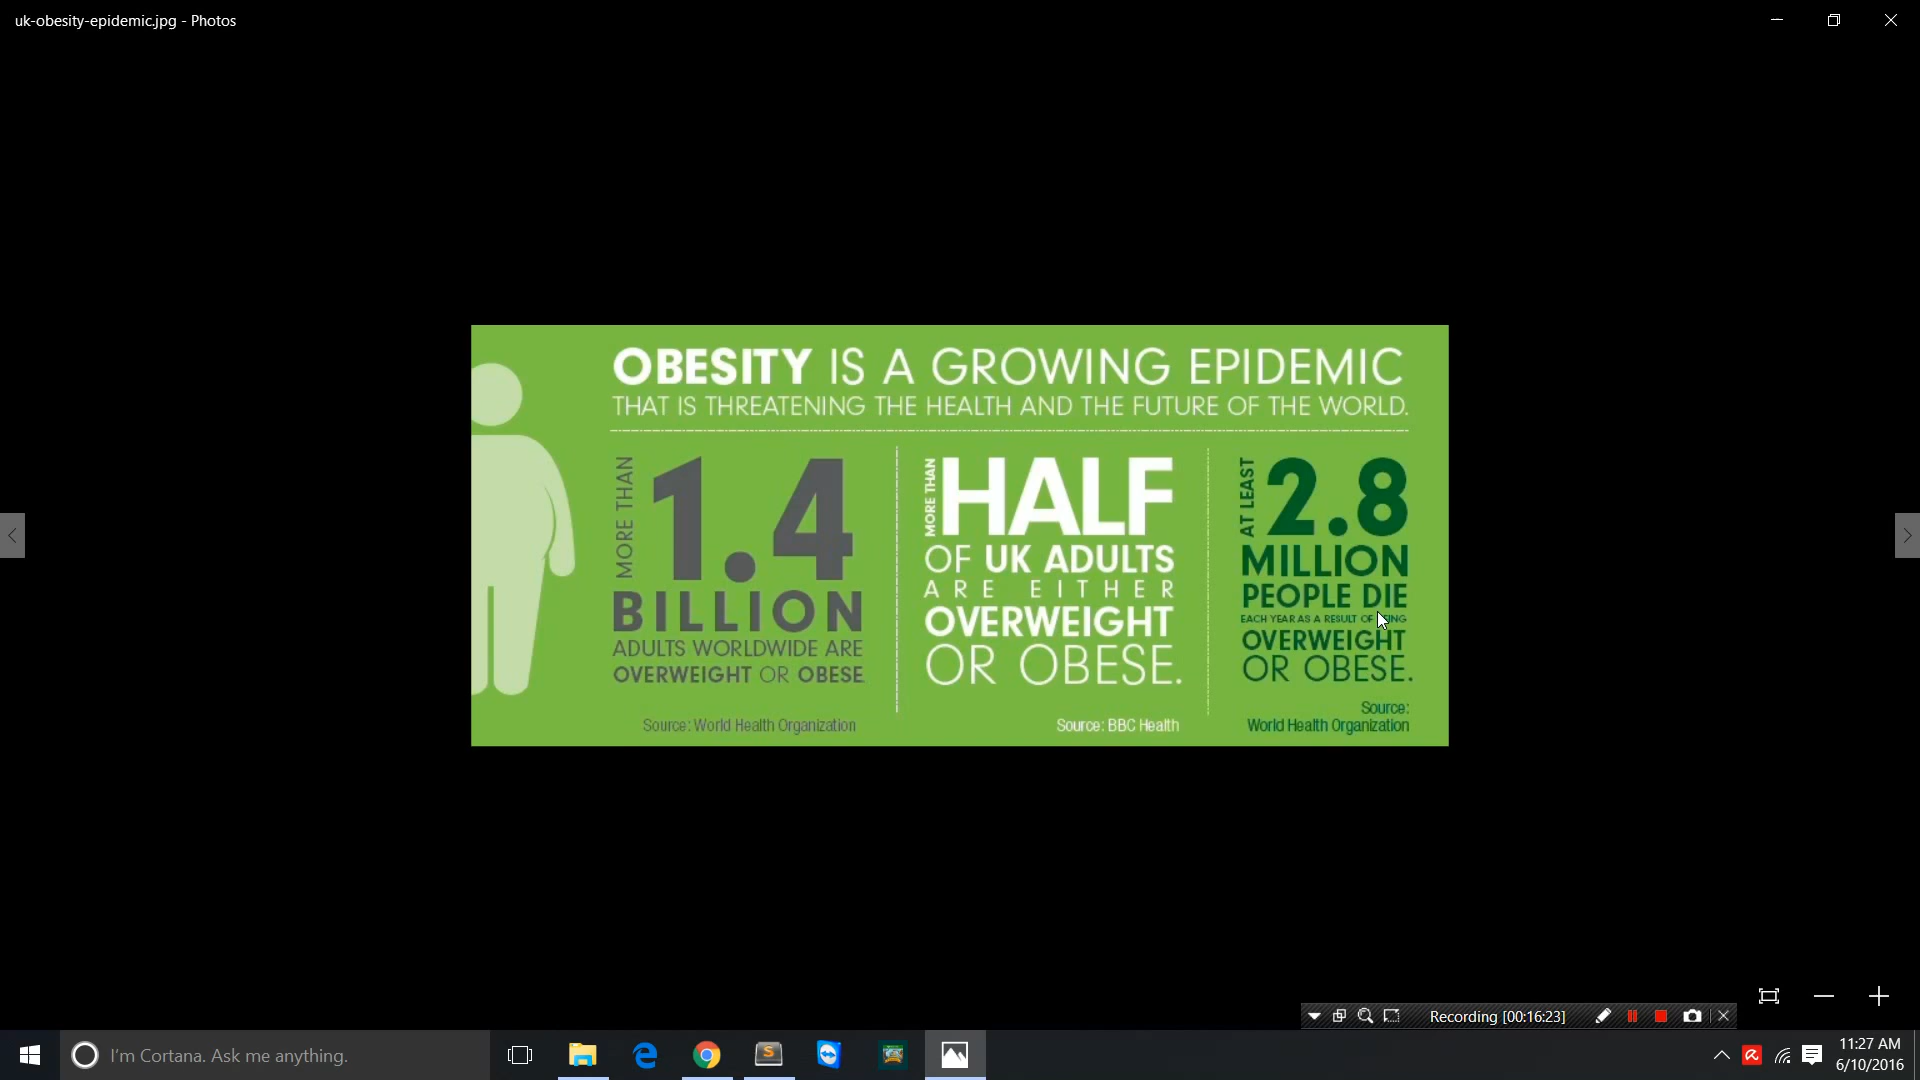 uk-obesity-epidemic.jpg - Photos
OBESITY IS A GROWING EPIDEMIC
THAT IS THREATENING THE HEALTH AND THE FUTURE OF THE WORLD.
MORE THAN
1.4
BILLION
ADULTS WORLDWIDE ARE
OVERWEIGHT OR OBESE
Source: World Health Organization
MORE THAN
HALF
OF UK ADULTS
ARE EITHER
OVERWEIGHT
OR OBESE.
Source: BBC Health
AT LEAST
2.8
MILLION
PEOPLE DIE
EACH YEAR AS A RESULT OF
OVERWEIGHT
OR OBESE.
Source:
World Health Organization
Recording [00:16:23]
I'm Cortana. Ask me anything.
11:27 AM
6/10/2016